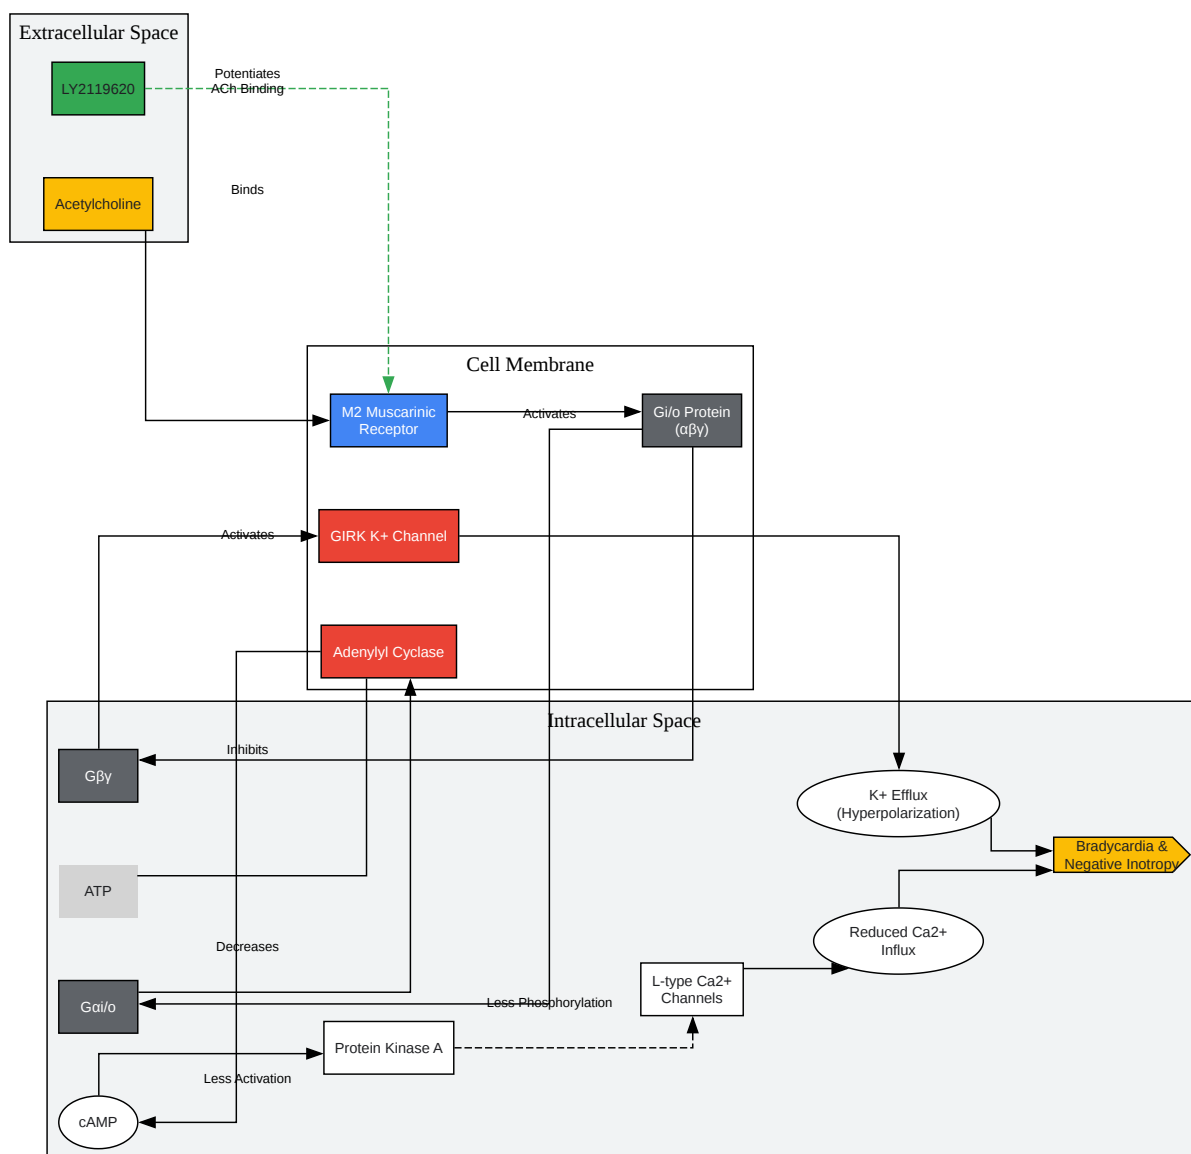 Extracellular Space
LY2119620
Potentiates
ACh Binding
Acetylcholine
Binds
Cell Membrane
M2 Muscarinic
Receptor
Activates
Gi/o Protein
(αβγ)
Activates
GIRK K+ Channel
Adenylyl Cyclase
Intracellular Space
Gβγ
Inhibits
K+ Efflux
(Hyperpolarization)
Bradycardia &
Negative Inotropy
ATP
Decreases
Reduced Ca2+
Influx
L-type Ca2+
Channels
Gαi/o
Less Phosphorylation
Protein Kinase A
Less Activation
cAMP